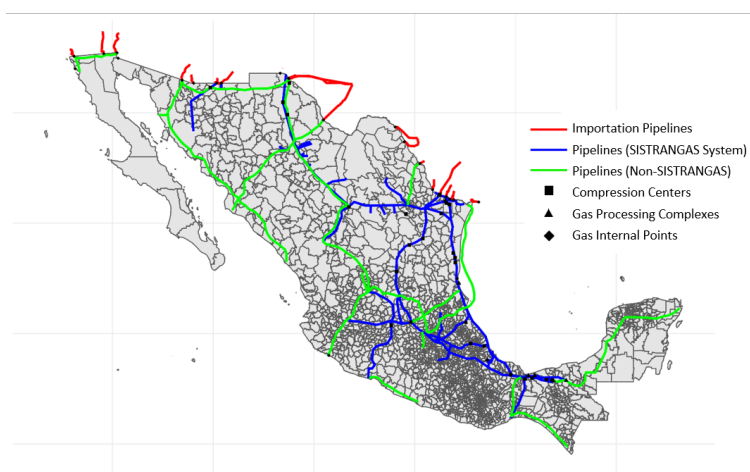 Importation Pipelines
Pipelines (SISTRANGAS System)
Pipelines (Non-SISTRANGAS)
Compression Centers
Gas Processing Complexes
Gas Internal Points